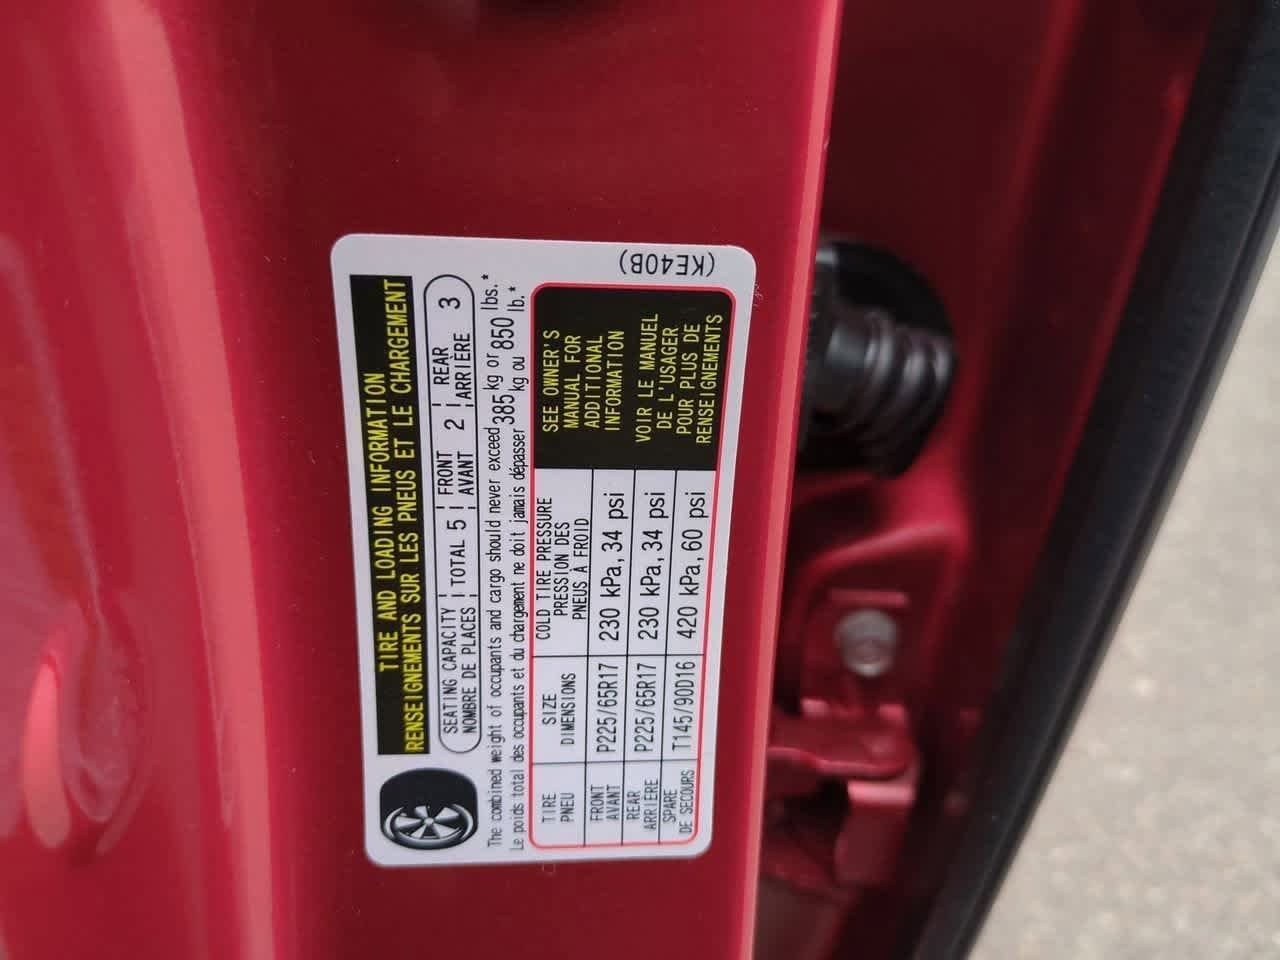 TIRE AND LOADING INFORMATION
RENSEIGNEMENTS SUR LES PNEUS ET LE CHARGEMENT
SEATING CAPACITY
NOMBRE DE PLACES
TOTAL 5
FRONT
AVANT
2
REAR
ARRIÈRE
3
The combined weight of occupants and cargo should never exceed 385 kg or 850 lbs.*
Le poids total des occupants et du chargement ne doit jamais dépasser 385 kg ou 850 lb.*
TIRE
PNEU
SIZE
DIMENSIONS
COLD TIRE PRESSURE
PRESSION DES
PNEUS À FROID
FRONT
AVANT
P225/65R17
230 kPa, 34 psi
REAR
ARRIÈRE
P225/65R17
230 kPa, 34 psi
SPARE
DE SECOURS
T145/90D16
420 kPa, 60 psi
SEE OWNER'S
MANUAL FOR
ADDITIONAL
INFORMATION
VOIR LE MANUEL
DE L'USAGER
POUR PLUS DE
RENSEIGNEMENTS
(KE40B)